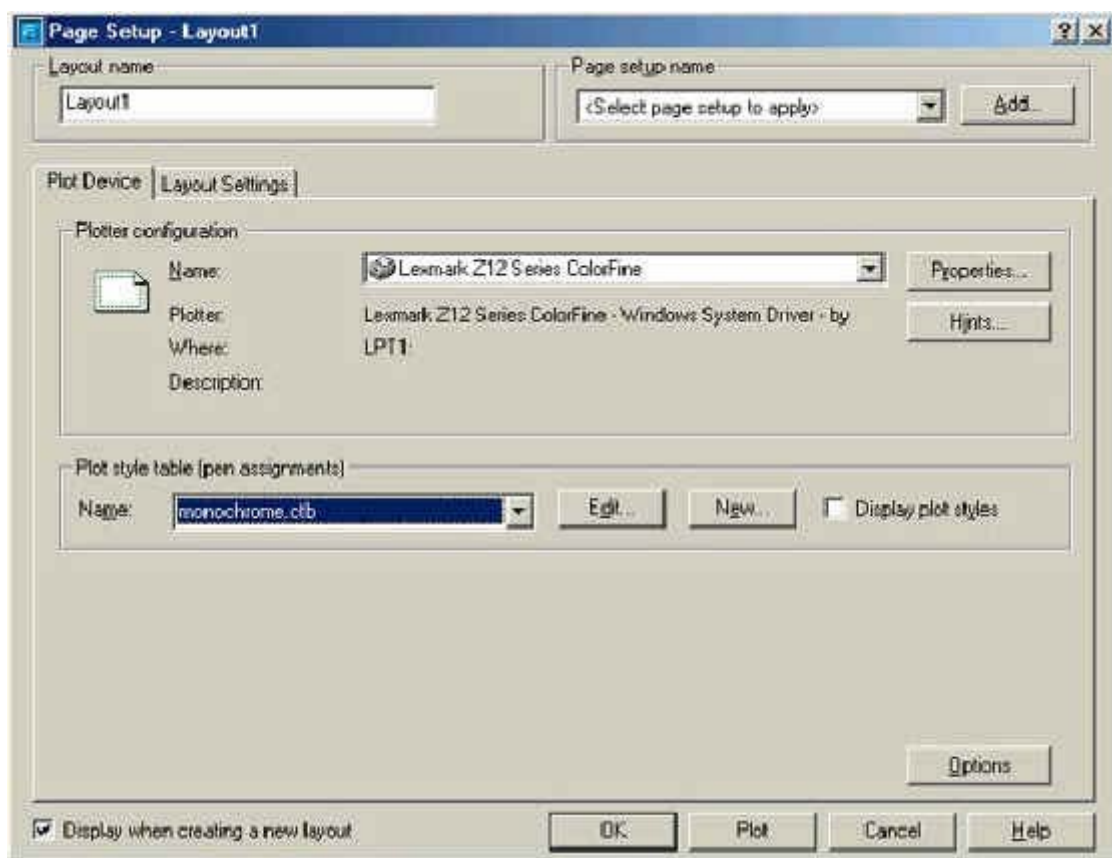 Page Setup - Layout1
Layout name
Layout1
Page setup name
<Select page setup to apply>
Add...
Plot Device
Layout Settings
Plotter configuration
Name:
Lexmark Z12 Series ColorFine
Properties...
Plotter:
Lexmark Z12 Series ColorFine - Windows System Driver - by
Hints...
Where:
LPT1:
Description:
Plot style table (pen assignments)
Name:
monochrome.ctb
Edit...
New...
Display plot styles
Options
Display when creating a new layout
OK
Plot
Cancel
Help